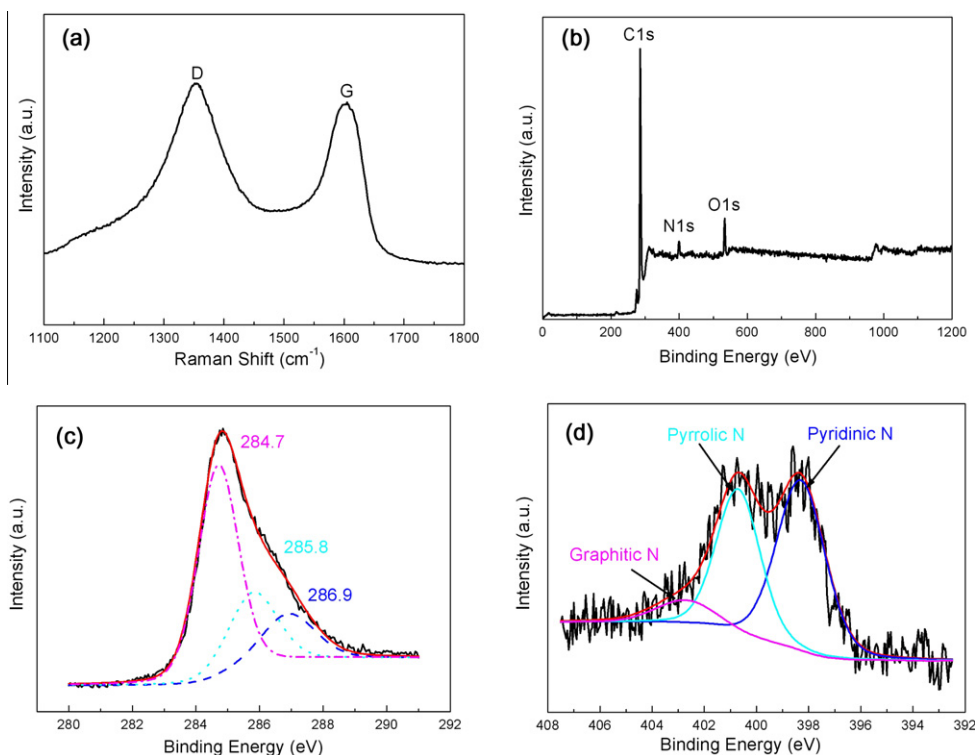 (a)
D
G
Intensity (a.u.)
1100 1200 1300 1400 1500 1600 1700 1800
Raman Shift (cm⁻¹)
(b)
C1s
N1s
O1s
Intensity (a.u.)
0 200 400 600 800 1000 1200
Binding Energy (eV)
(c)
284.7
285.8
286.9
Intensity (a.u.)
280 282 284 286 288 290 292
Binding Energy (eV)
(d)
Pyrrolic N
Pyridinic N
Graphitic N
Intensity (a.u.)
408 406 404 402 400 398 396 394 392
Binding Energy (eV)